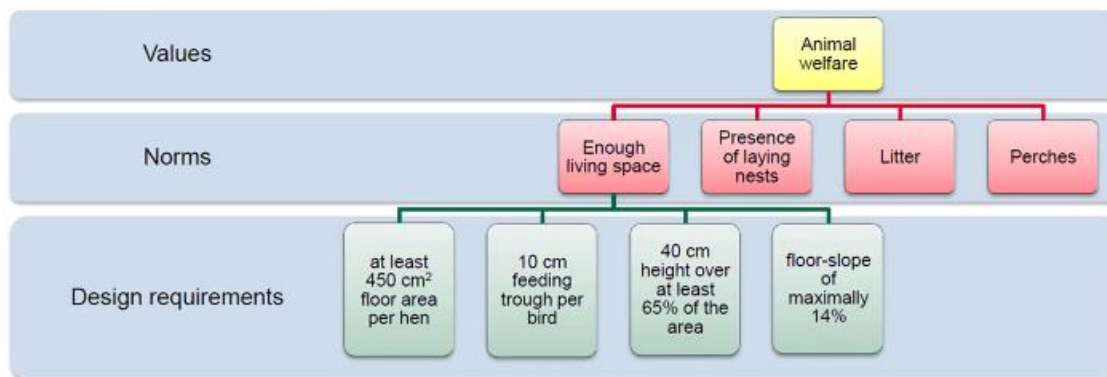 Values
Animal
welfare
Norms
Enough
living space
Presence
of laying
nests
Litter
Perches
Design requirements
at least
450 cm²
floor area
per hen
10 cm
feeding
trough per
bird
40 cm
height over
at least
65% of the
area
floor-slope
of
maximally
14%